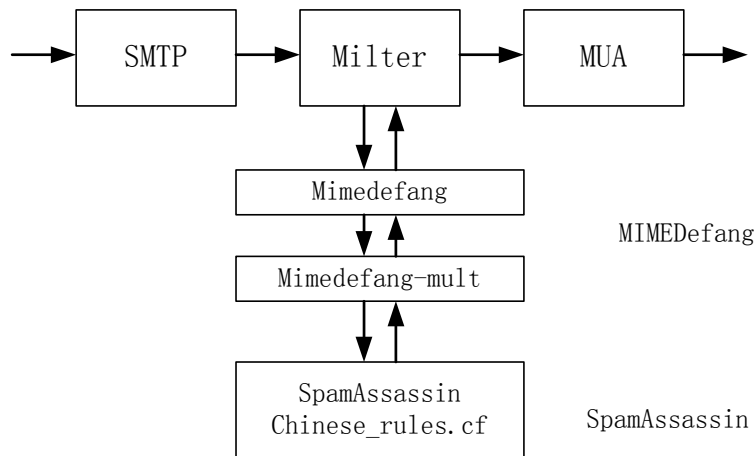 SMTP
Milter
MUA
Mimedefang
MIMEDefang
Mimedefang-mult
SpamAssassin
Chinese_rules.cf
SpamAssassin